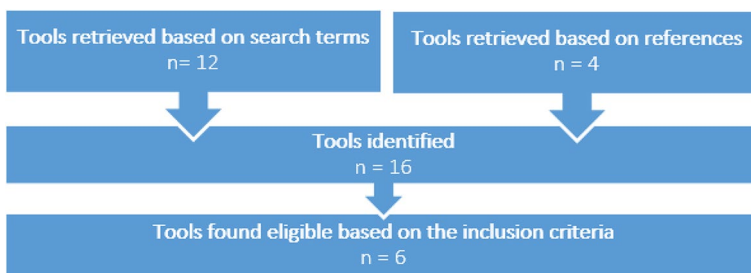 Tools retrieved based on search terms
n= 12
Tools retrieved based on references
n = 4
Tools identified
n = 16
Tools found eligible based on the inclusion criteria
n = 6